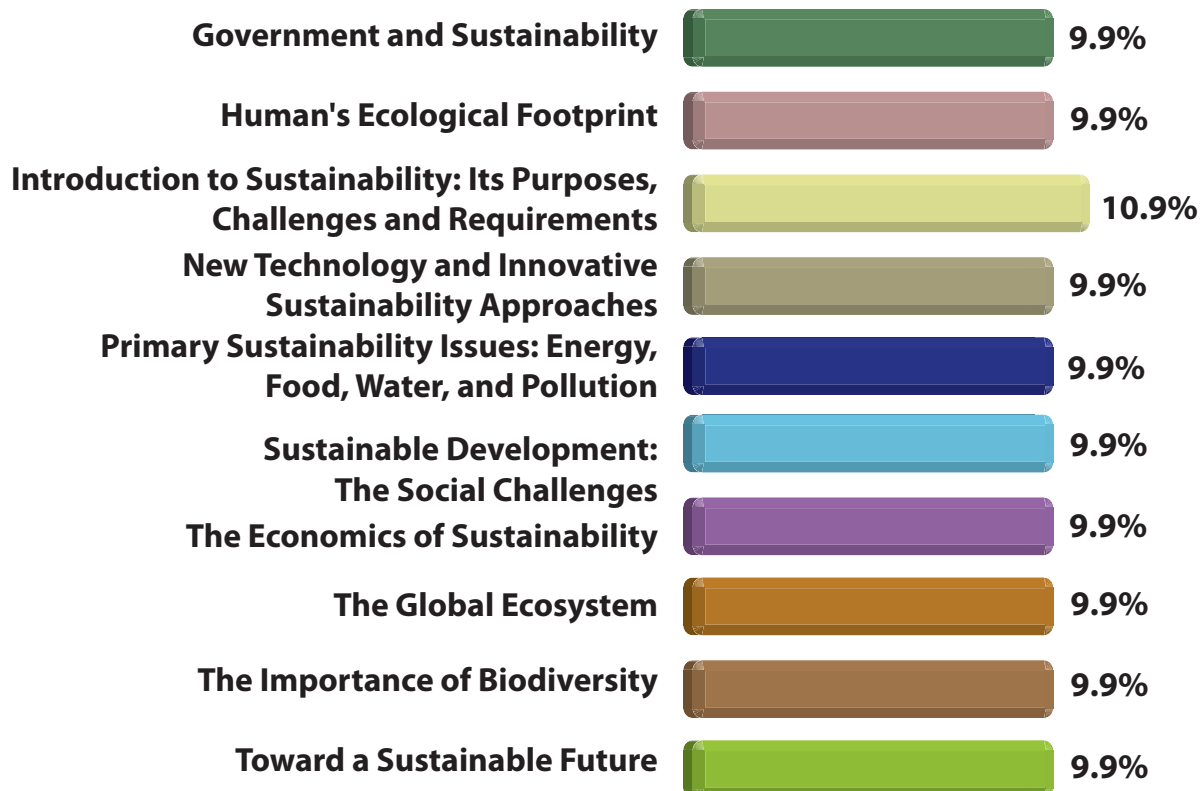 Government and Sustainability 9.9%
Human's Ecological Footprint 9.9%
Introduction to Sustainability: Its Purposes,
Challenges and Requirements 10.9%
New Technology and Innovative
Sustainability Approaches 9.9%
Primary Sustainability Issues: Energy,
Food, Water, and Pollution 9.9%
Sustainable Development:
The Social Challenges 9.9%
The Economics of Sustainability 9.9%
The Global Ecosystem 9.9%
The Importance of Biodiversity 9.9%
Toward a Sustainable Future 9.9%